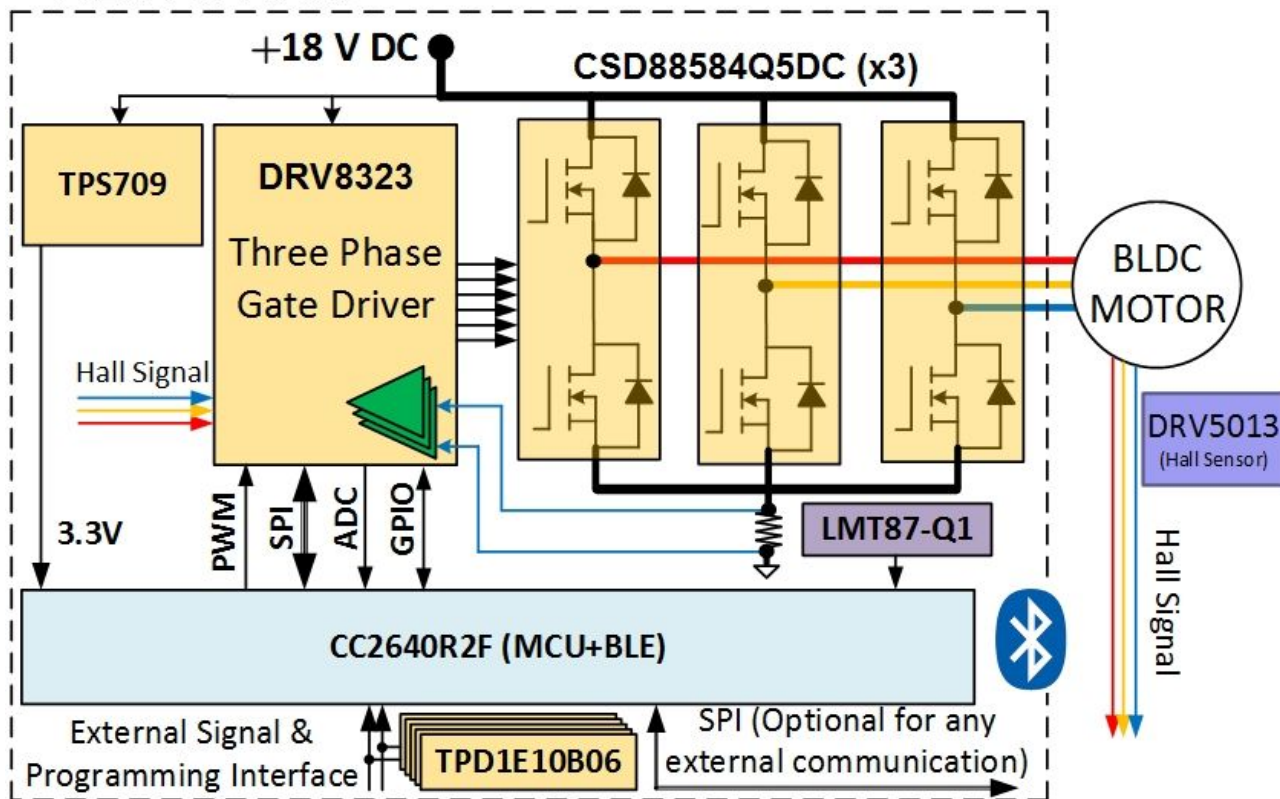 +18 V DC
CSD88584Q5DC (x3)
TPS709
DRV8323
Three Phase
Gate Driver
BLDC
MOTOR
Hall Signal
DRV5013
(Hall Sensor)
3.3V
PWM
SPI
ADC
GPIO
LMT87-Q1
Hall Signal
CC2640R2F (MCU+BLE)
External Signal &
Programming Interface
TPD1E10B06
SPI (Optional for any
external communication)